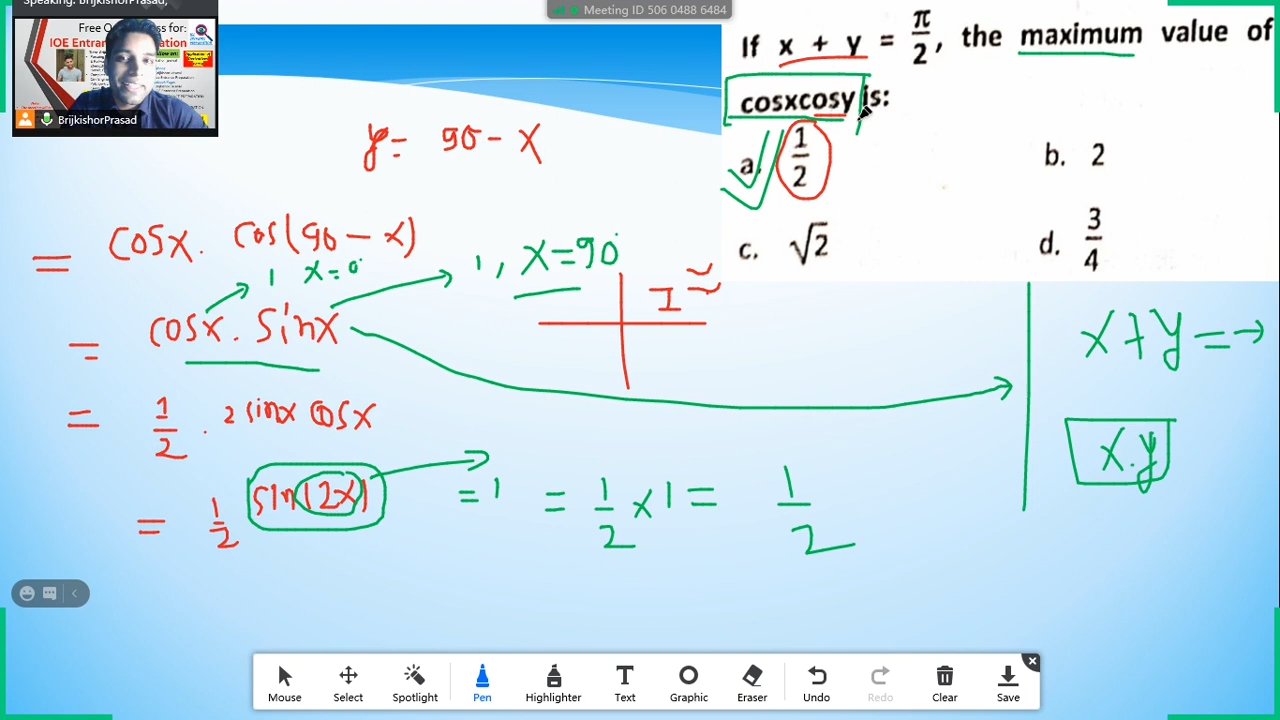 Speaking: BrijkishorPrasad,
Meeting ID 506 0488 6484
Free O ss for:
IOE Entran ation
BrijkishorPrasad
If x + y = π/2, the maximum value of
cosxcosy is:
a. 1/2
b. 2
c. √2
d. 3/4
y = 90 - x
= cosx. cos(90 - x)
1 x=0°
1, x=90°
I
= cosx. sinx
x + y = →
= 1/2 . 2 sinx cosx
x.y
= 1/2 sin(2x) = 1 = 1/2 x 1 = 1/2
Mouse Select Spotlight Pen Highlighter Text Graphic Eraser Undo Redo Clear Save